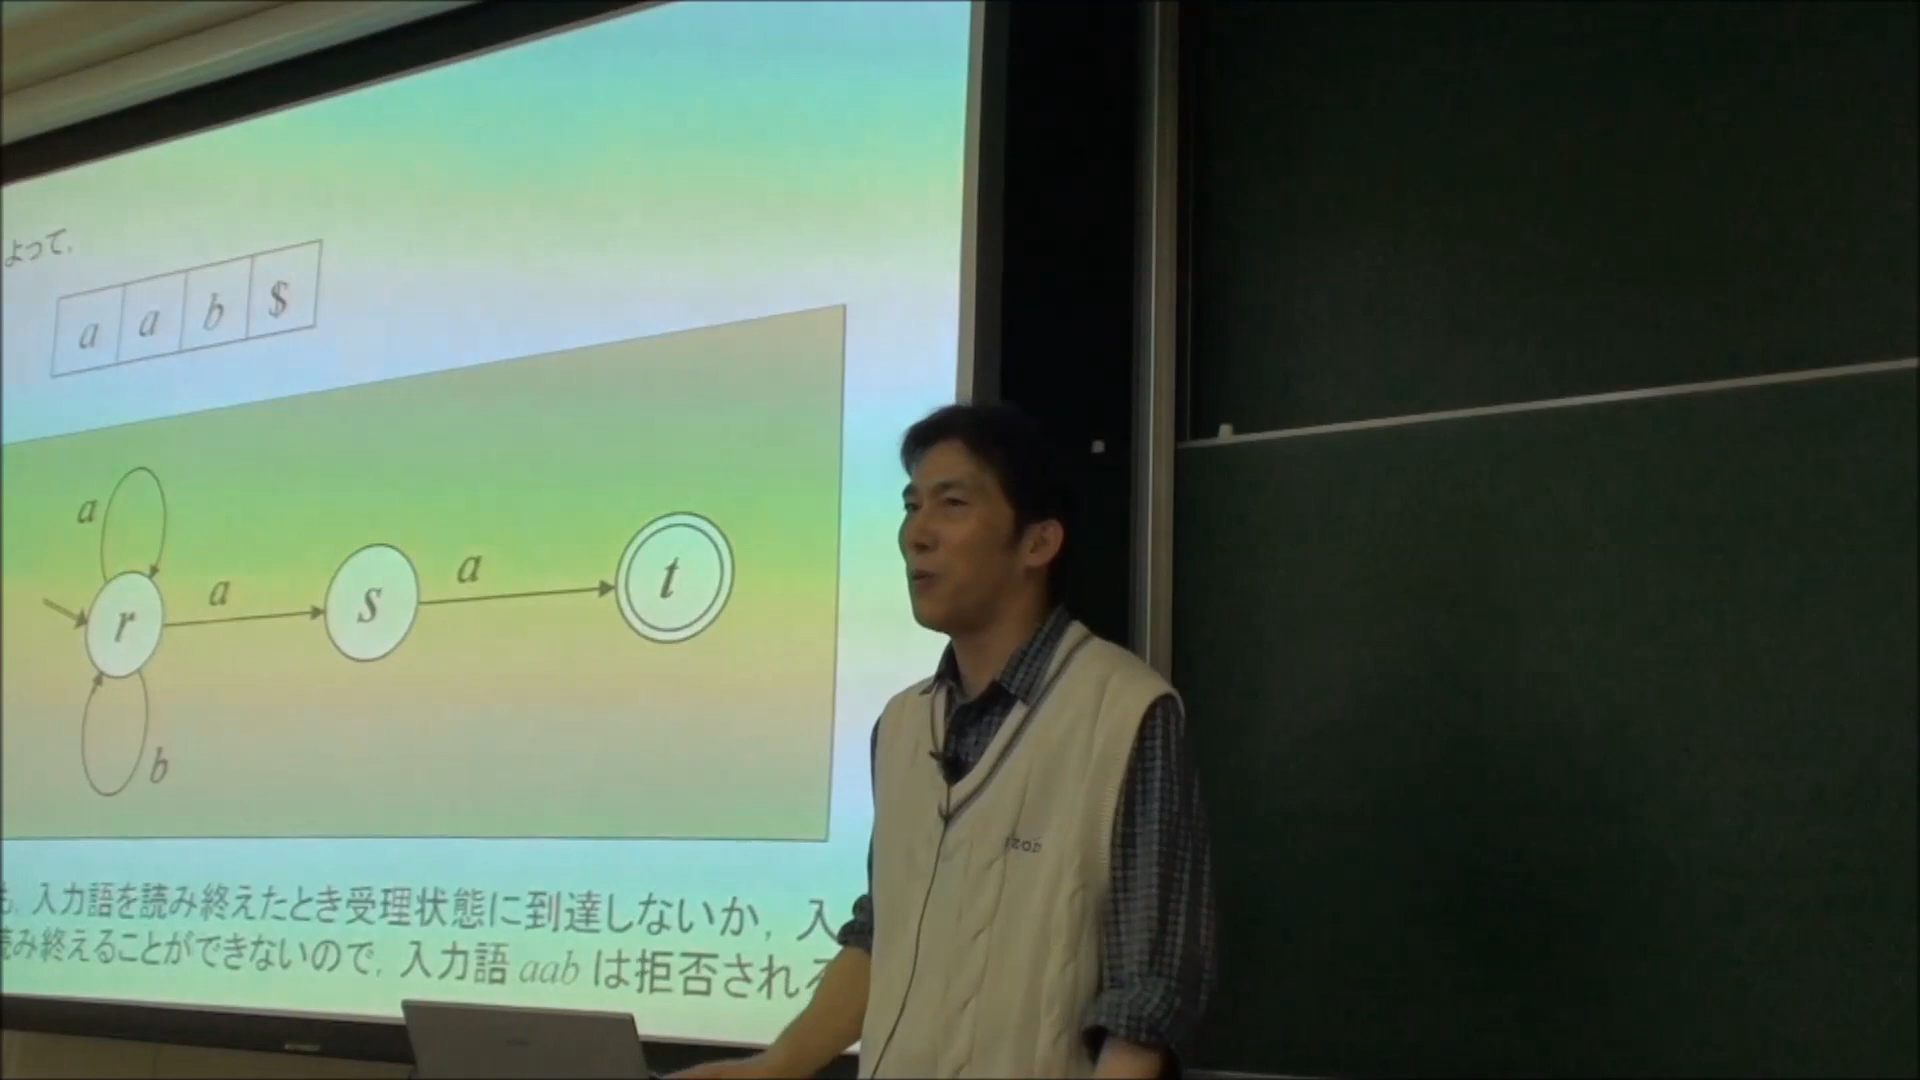 よって,
a a b $
a
a
a
r
s
t
b
も, 入力語を読み終えたとき受理状態に到達しないか, 入
読み終えることができないので, 入力語 aab は拒否され